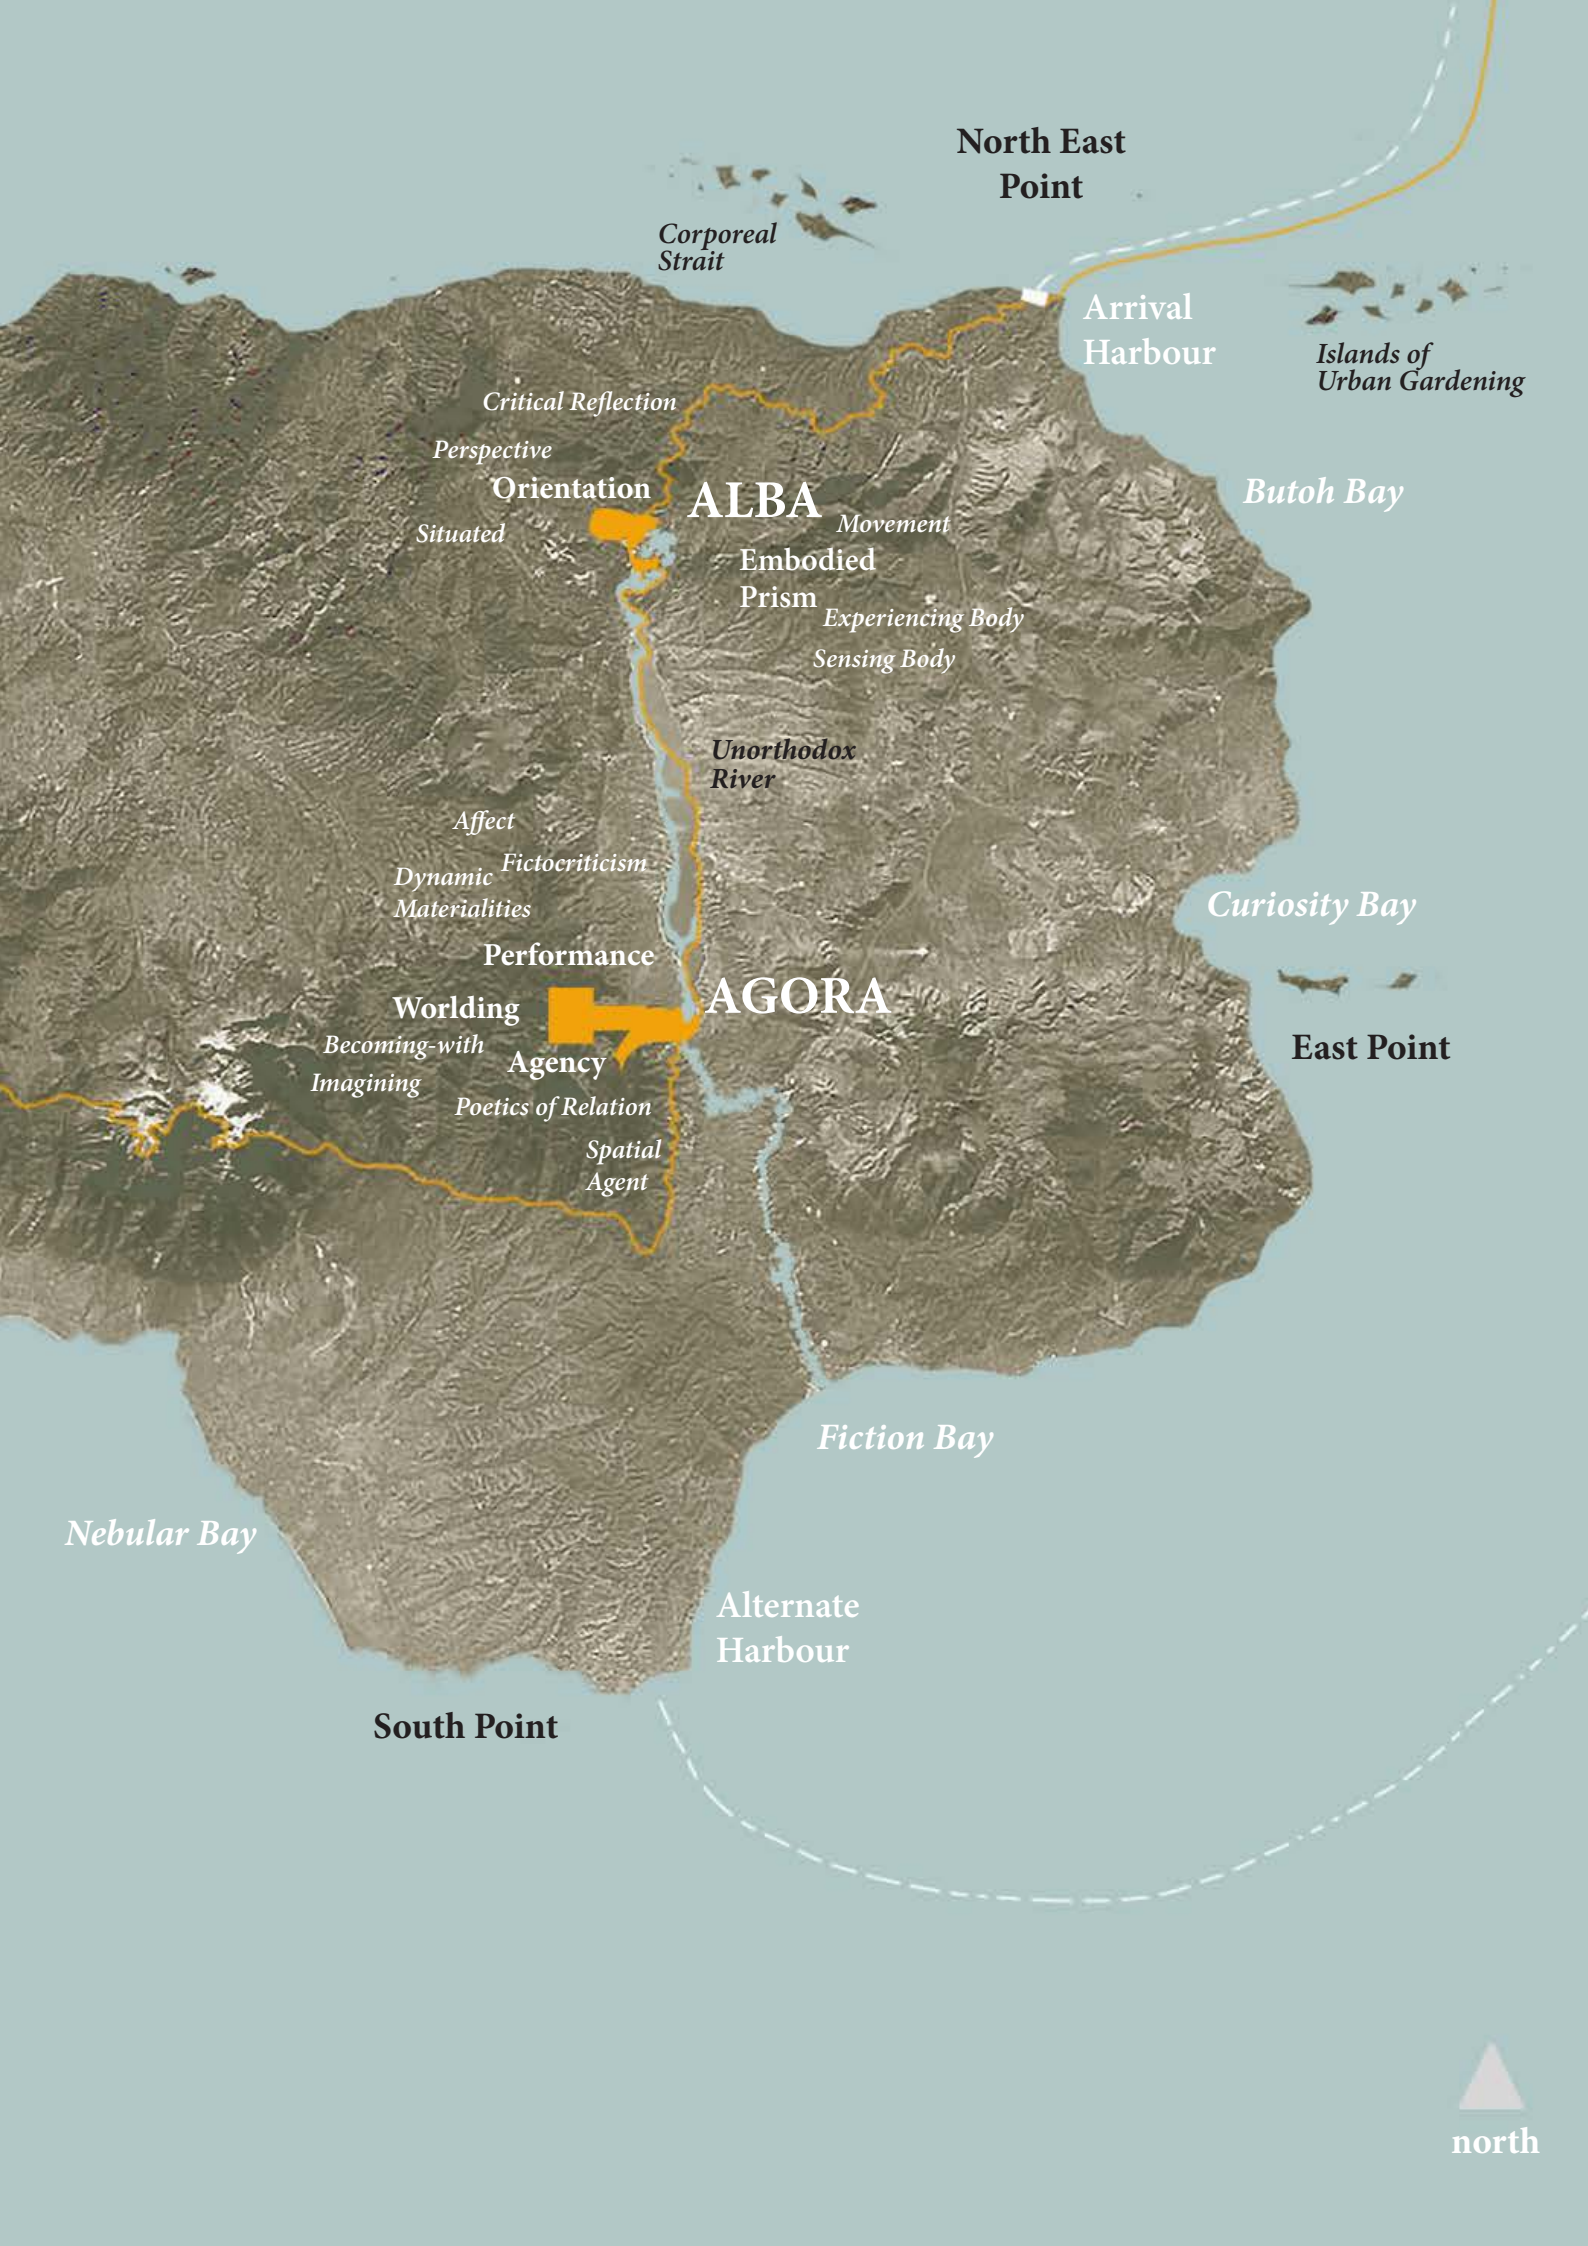 North East
Point
Corporeal
Strait
Arrival
Harbour
Islands of
Urban Gardening
Critical Reflection
Perspective
Orientation
ALBA
Butoh Bay
Situated
Movement
Embodied
Prism
Experiencing Body
Sensing Body
Unorthodox
River
Affect
Fictocriticism
Dynamic
Materialities
Curiosity Bay
Performance
AGORA
Worlding
Becoming-with
Agency
East Point
Imagining
Poetics of Relation
Spatial
Agent
Fiction Bay
Nebular Bay
Alternate
Harbour
South Point
north